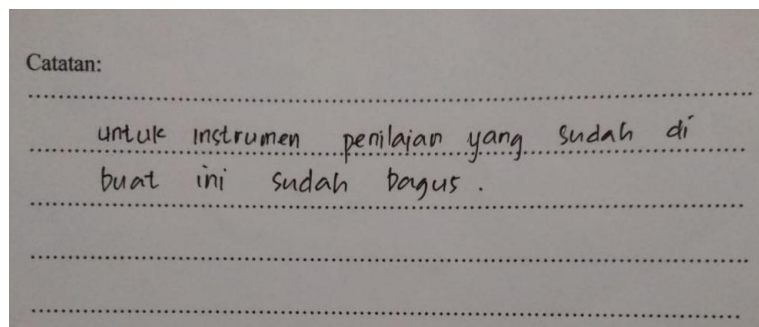 Catatan:
untuk instrumen penilaian yang sudah di
buat ini sudah bagus.